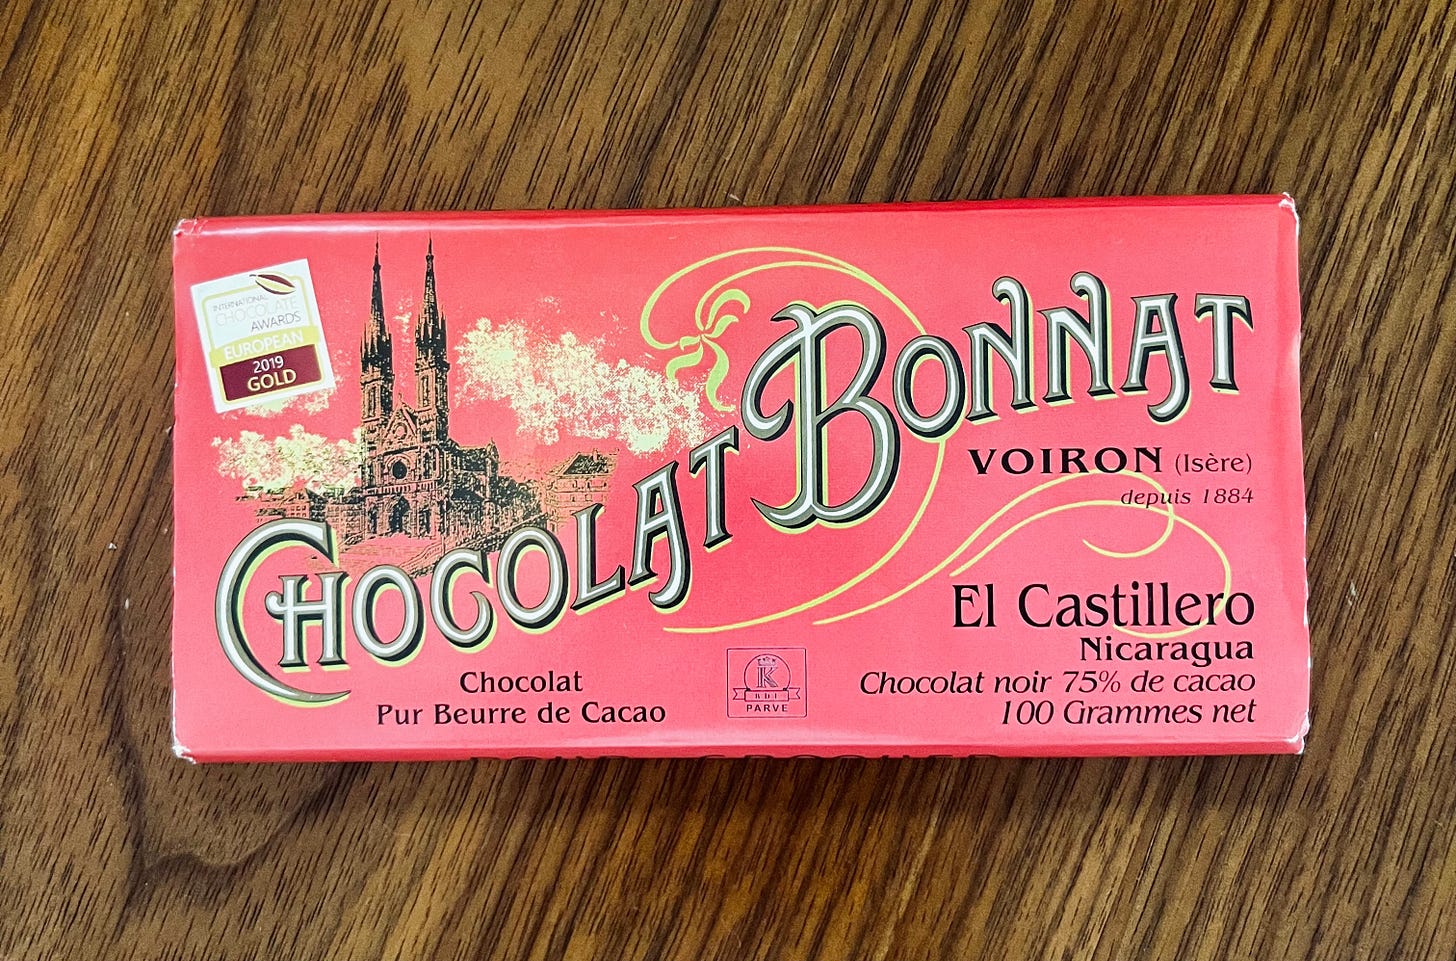 INTERNATIONAL
CHOCOLATE
AWARDS
EUROPEAN
2019
GOLD
CHOCOLAT BONNAT
VOIRON (Isère)
depuis 1884
El Castillero
Nicaragua
Chocolat noir 75% de cacao
100 Grammes net
Chocolat
Pur Beurre de Cacao
K
PARVE